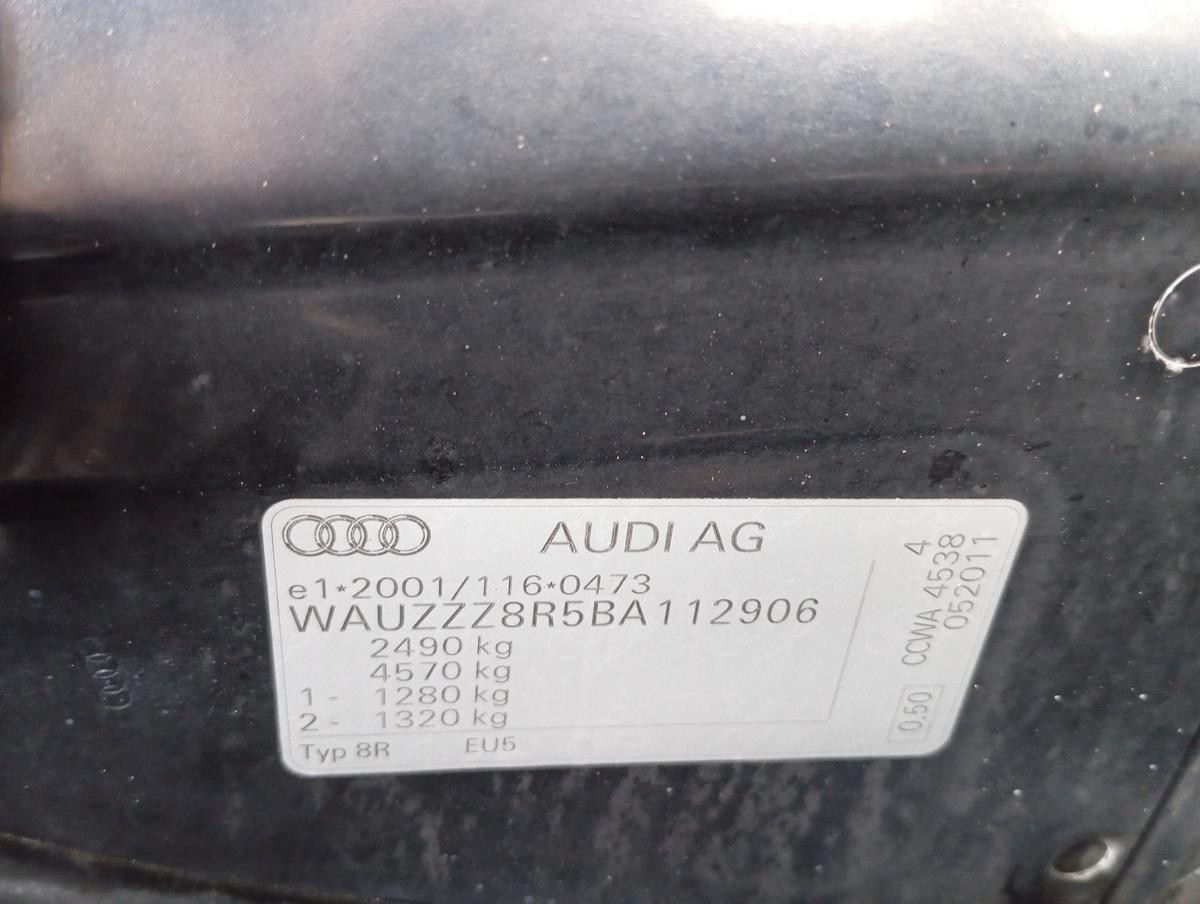 AUDI AG
e1*2001/116*0473
WAUZZZ8R5BA112906
2490 kg
4570 kg
1 - 1280 kg
2 - 1320 kg
Typ 8R EU5
4
CCWA 4538
052011
0.50